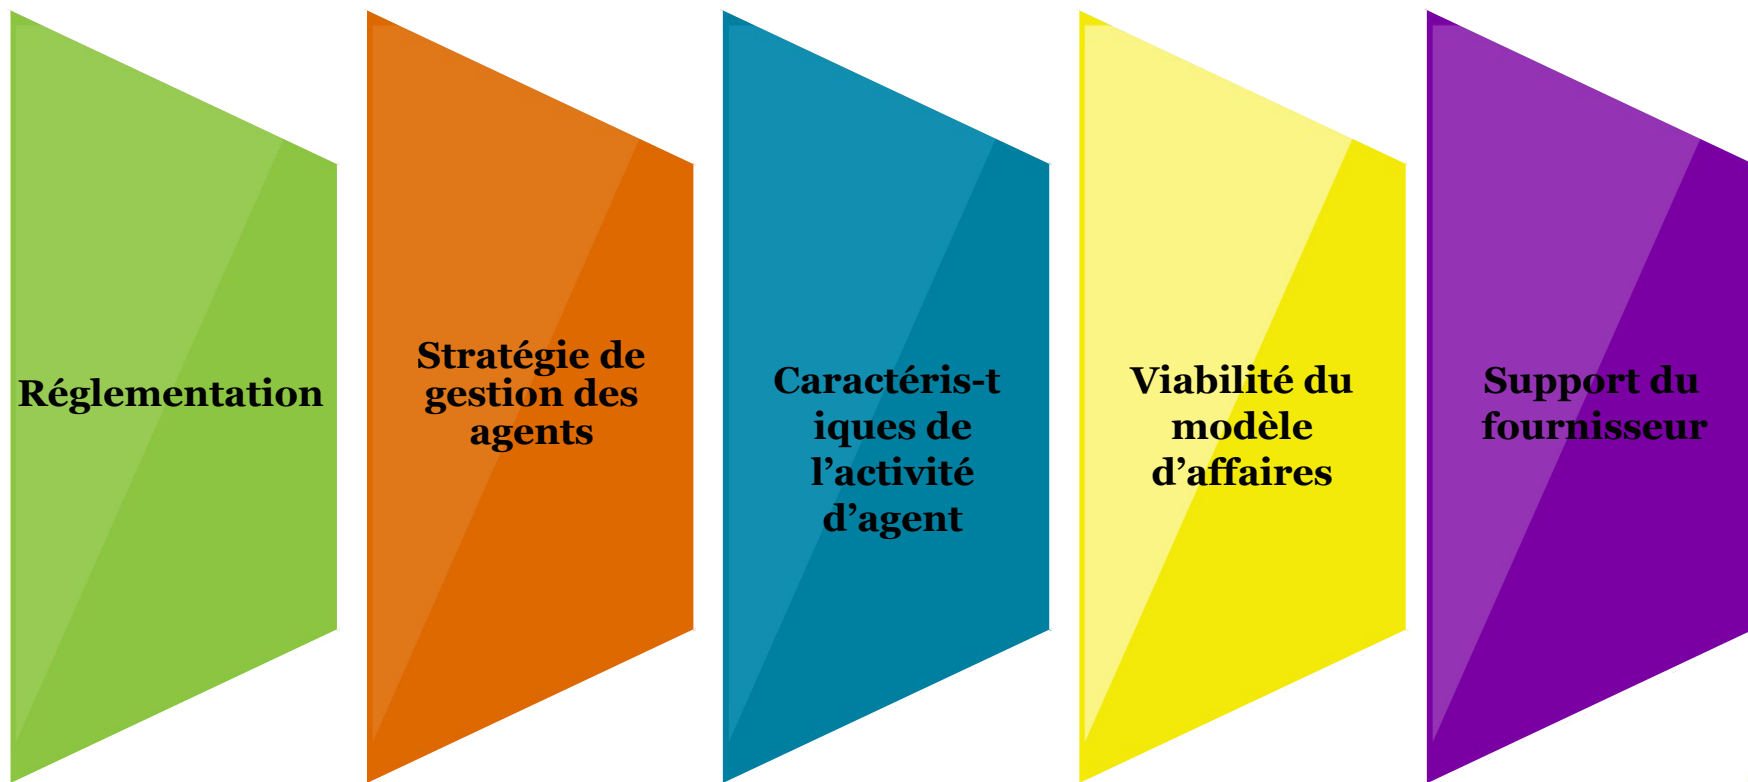 Réglementation
Stratégie de
gestion des
agents
Caractéris-t
iques de
l’activité
d’agent
Viabilité du
modèle
d’affaires
Support du
fournisseur